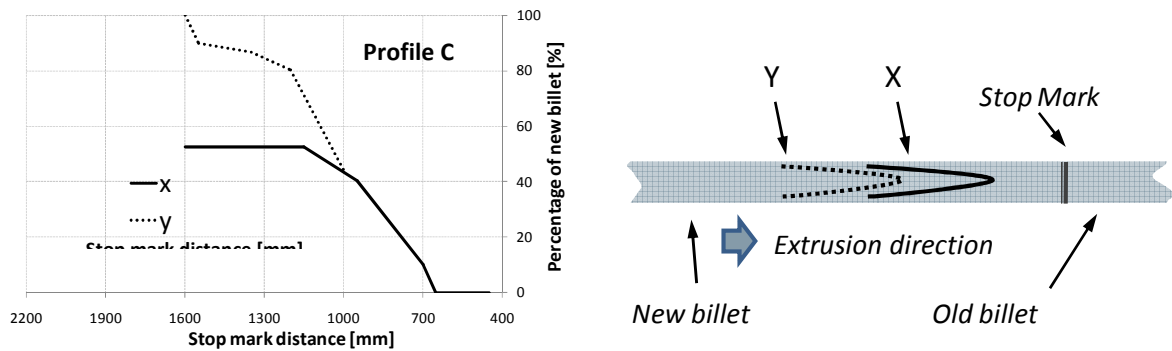 Profile C
100
80
60
40
20
0
Percentage of new billet [%]
x
y
Stop mark distance [mm]
2200 1900 1600 1300 1000 700 400
Stop mark distance [mm]
Y
X
Stop Mark
Extrusion direction
New billet
Old billet